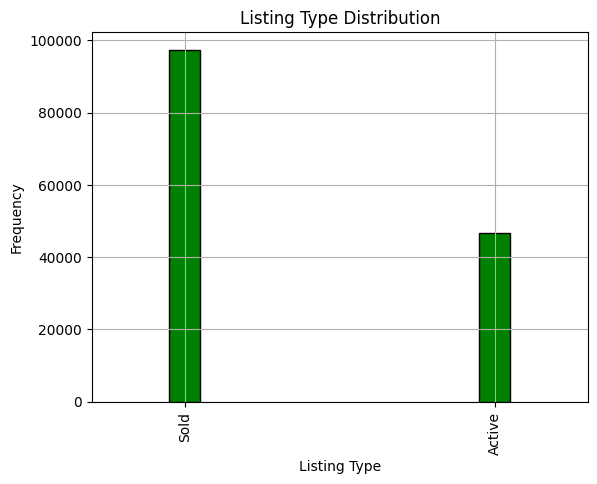 Listing Type Distribution
100000
80000
60000
40000
20000
0
Frequency
Sold
Active
Listing Type